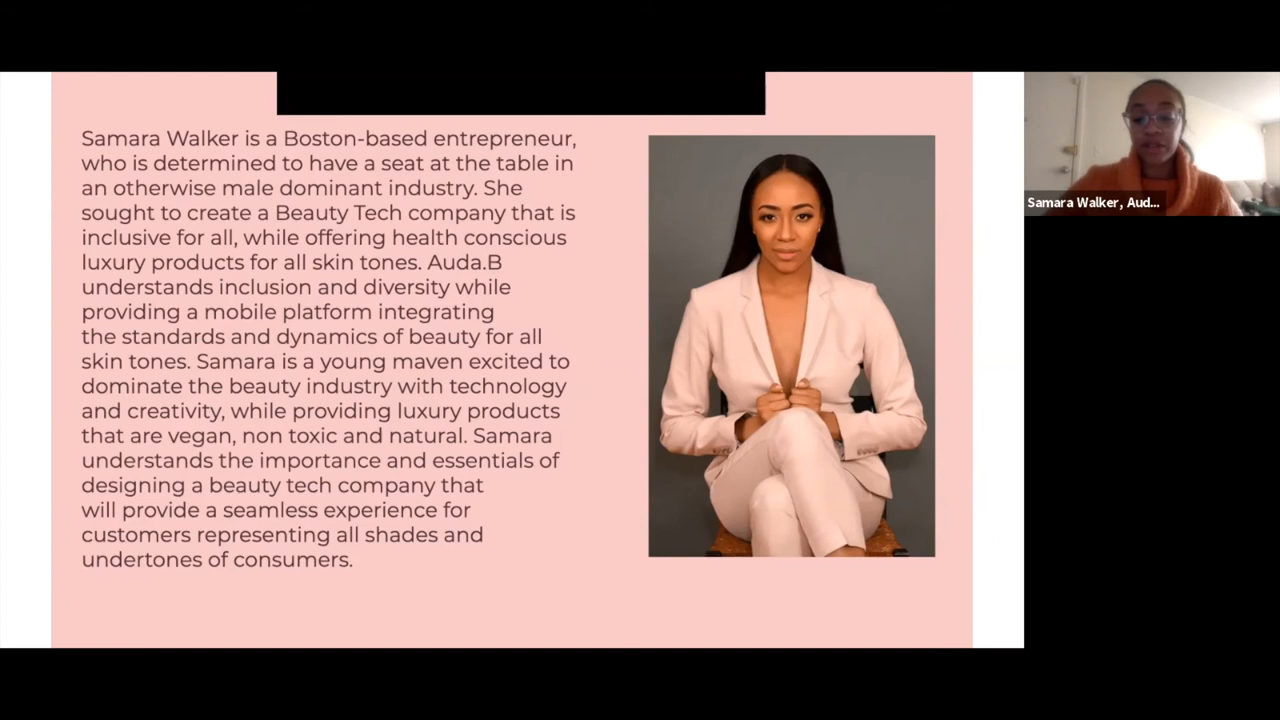 Samara Walker is a Boston-based entrepreneur,
who is determined to have a seat at the table in
an otherwise male dominant industry. She
sought to create a Beauty Tech company that is
inclusive for all, while offering health conscious
luxury products for all skin tones. Auda.B
understands inclusion and diversity while
providing a mobile platform integrating
the standards and dynamics of beauty for all
skin tones. Samara is a young maven excited to
dominate the beauty industry with technology
and creativity, while providing luxury products
that are vegan, non toxic and natural. Samara
understands the importance and essentials of
designing a beauty tech company that
will provide a seamless experience for
customers representing all shades and
undertones of consumers.
Samara Walker, Aud...